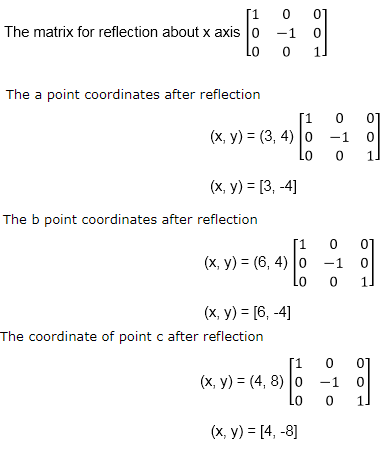 The matrix for reflection about x axis [1 0 0
0 −1 0
0 0 1]
The a point coordinates after reflection
(x, y) = (3, 4) [1 0 0
0 −1 0
0 0 1]
(x, y) = [3, -4]
The b point coordinates after reflection
(x, y) = (6, 4) [1 0 0
0 −1 0
0 0 1]
(x, y) = [6, -4]
The coordinate of point c after reflection
(x, y) = (4, 8) [1 0 0
0 −1 0
0 0 1]
(x, y) = [4, -8]